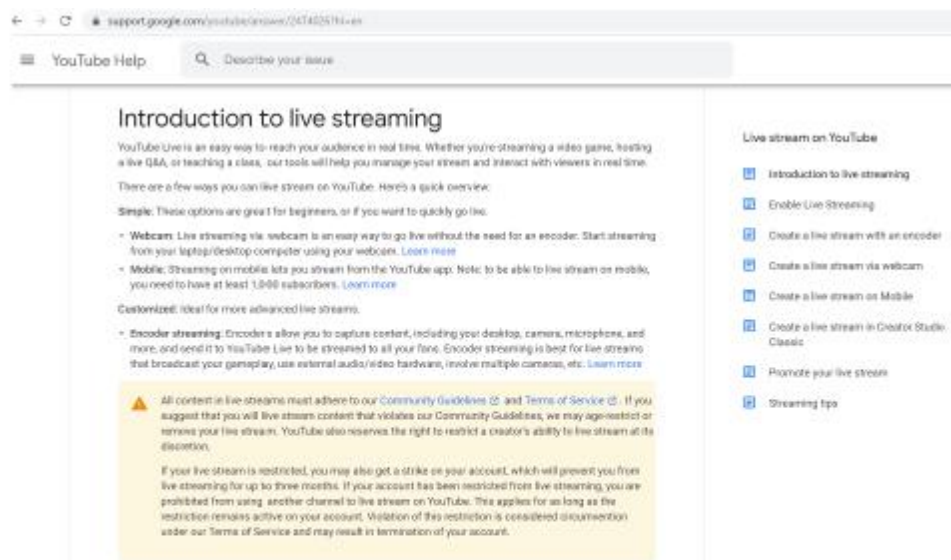 support.google.com/youtube/answer/2474026?hl=en
YouTube Help
Describe your issue
Introduction to live streaming
YouTube Live is an easy way to reach your audience in real time. Whether you're streaming a video game, hosting
a live Q&A, or teaching a class, our tools will help you manage your stream and interact with viewers in real time.
There are a few ways you can live stream on YouTube. Here's a quick overview:
Simple: These options are great for beginners, or if you want to quickly go live.
• Webcam: Live streaming via webcam is an easy way to go live without the need for an encoder. Start streaming
from your laptop/desktop computer using your webcam. Learn more
• Mobile: Streaming on mobile lets you stream from the YouTube app. Note: to be able to live stream on mobile,
you need to have at least 1,000 subscribers. Learn more
Customized: Ideal for more advanced live streams.
• Encoder streaming: Encoders allow you to capture content, including your desktop, camera, microphone, and
more, and send it to YouTube Live to be streamed to all your fans. Encoder streaming is best for live streams
that broadcast your gameplay, use external audio/video hardware, involve multiple cameras, etc. Learn more
All content in live streams must adhere to our Community Guidelines and Terms of Service. If you
suggest that you will live stream content that violates our Community Guidelines, we may age-restrict or
remove your live stream. YouTube also reserves the right to restrict a creator's ability to live stream at its
discretion.
If your live stream is restricted, you may also get a strike on your account, which will prevent you from
live streaming for up to three months. If your account has been restricted from live streaming, you are
prohibited from using another channel to live stream on YouTube. This applies for as long as the
restriction remains active on your account. Violation of this restriction is considered circumvention
under our Terms of Service and may result in termination of your account.
Live stream on YouTube
Introduction to live streaming
Enable Live Streaming
Create a live stream with an encoder
Create a live stream via webcam
Create a live stream on Mobile
Create a live stream in Creator Studio
Classic
Promote your live stream
Streaming tips